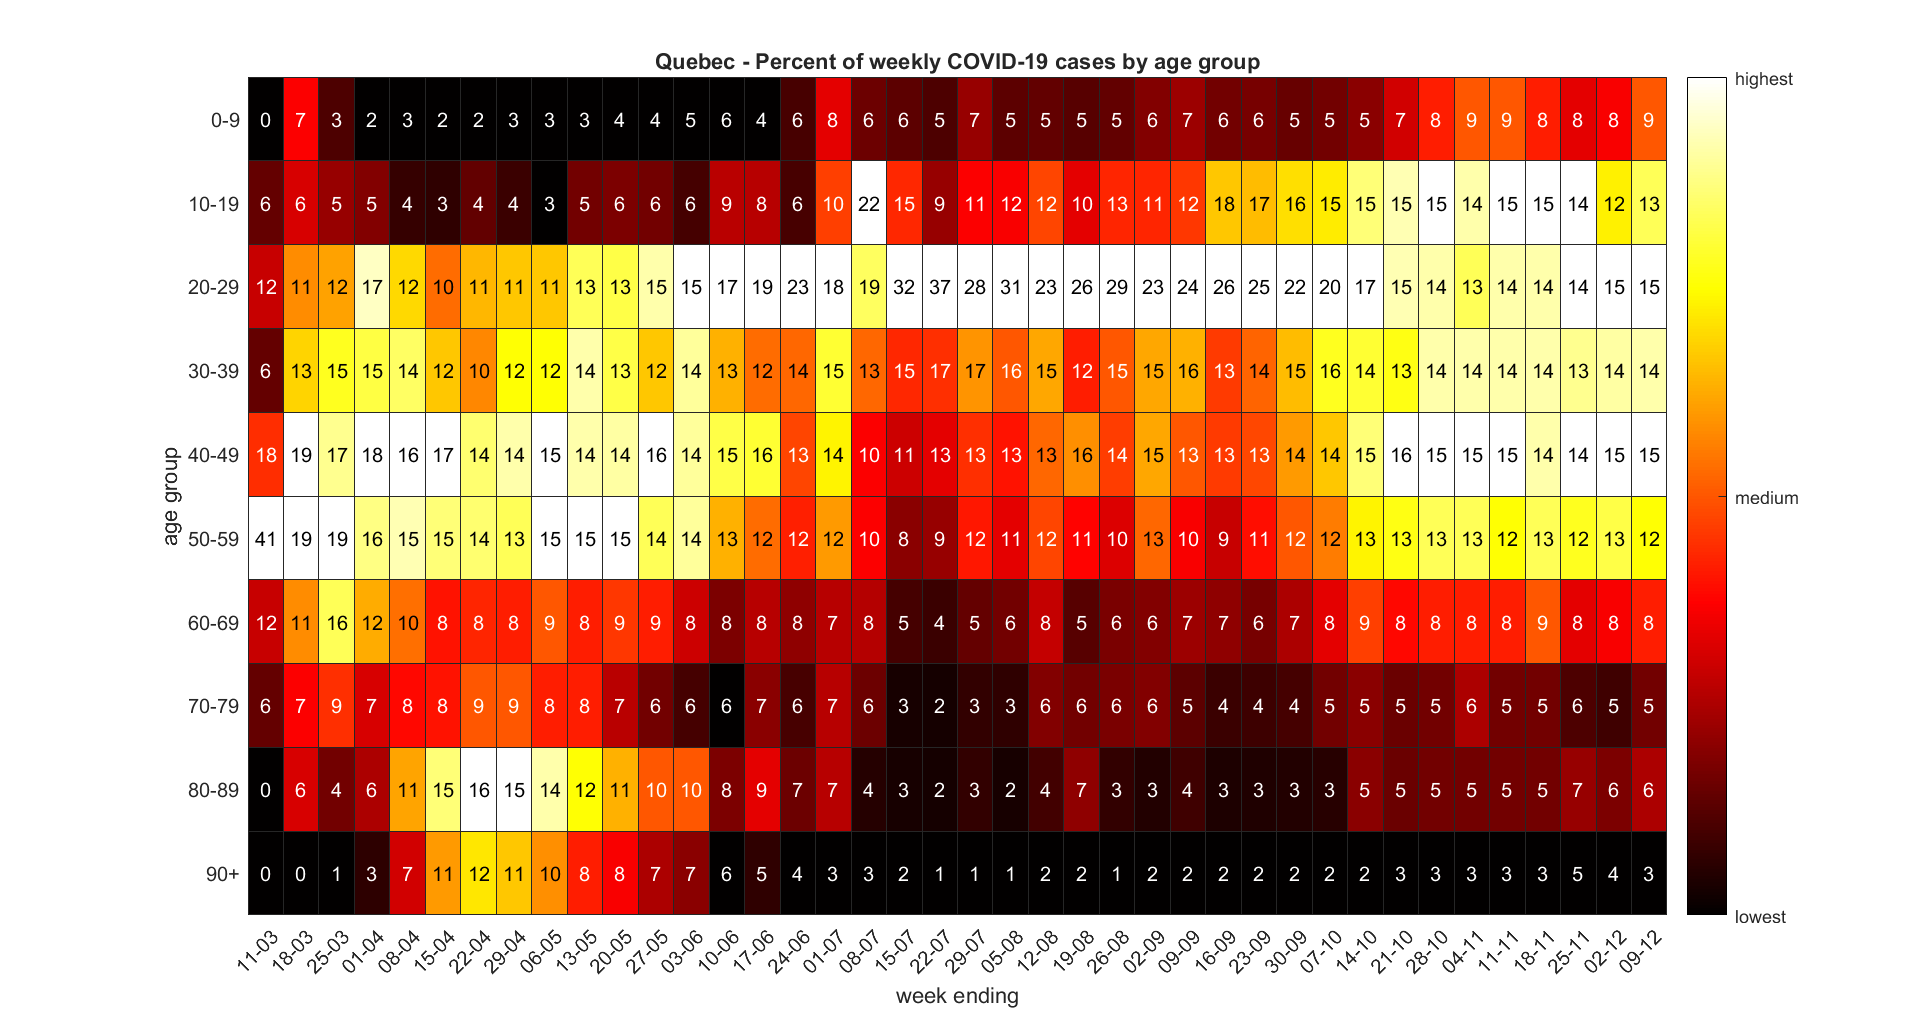 Quebec - Percent of weekly COVID-19 cases by age group
highest
0-9 0 7 3 2 3 2 2 3 3 3 4 4 5 6 4 6 8 6 6 5 7 5 5 5 5 6 7 6 6 5 5 5 7 8 9 9 8 8 8 9
10-19 6 6 5 5 4 3 4 4 3 5 6 6 6 9 8 6 10 22 15 9 11 12 12 10 13 11 12 18 17 16 15 15 15 15 14 15 15 14 12 13
20-29 12 11 12 17 12 10 11 11 11 13 13 15 15 17 19 23 18 19 32 37 28 31 23 26 29 23 24 26 25 22 20 17 15 14 13 14 14 14 15 15
30-39 6 13 15 15 14 12 10 12 12 14 13 12 14 13 12 14 15 13 15 17 17 16 15 12 15 15 16 13 14 15 16 14 13 14 14 14 14 13 14 14
40-49 18 19 17 18 16 17 14 14 15 14 14 16 14 15 16 13 14 10 11 13 13 13 13 16 14 15 13 13 13 14 14 15 16 15 15 15 14 14 15 15
age group
medium
50-59 41 19 19 16 15 15 14 13 15 15 15 14 14 13 12 12 12 10 8 9 12 11 12 11 10 13 10 9 11 12 12 13 13 13 13 12 13 12 13 12
60-69 12 11 16 12 10 8 8 8 9 8 9 9 8 8 8 8 7 8 5 4 5 6 8 5 6 6 7 7 6 7 8 9 8 8 8 8 9 8 8 8
70-79 6 7 9 7 8 8 9 9 8 8 7 6 6 6 7 6 7 6 3 2 3 3 6 6 6 6 5 4 4 4 5 5 5 5 6 5 5 6 5 5
80-89 0 6 4 6 11 15 16 15 14 12 11 10 10 8 9 7 7 4 3 2 3 2 4 7 3 3 4 3 3 3 3 5 5 5 5 5 5 7 6 6
90+ 0 0 1 3 7 11 12 11 10 8 8 7 7 6 5 4 3 3 2 1 1 1 2 2 1 2 2 2 2 2 2 2 3 3 3 3 3 5 4 3
lowest
11-03 18-03 25-03 01-04 08-04 15-04 22-04 29-04 06-05 13-05 20-05 27-05 03-06 10-06 17-06 24-06 01-07 08-07 15-07 22-07 29-07 05-08 12-08 19-08 26-08 02-09 09-09 16-09 23-09 30-09 07-10 14-10 21-10 28-10 04-11 11-11 18-11 25-11 02-12 09-12
week ending